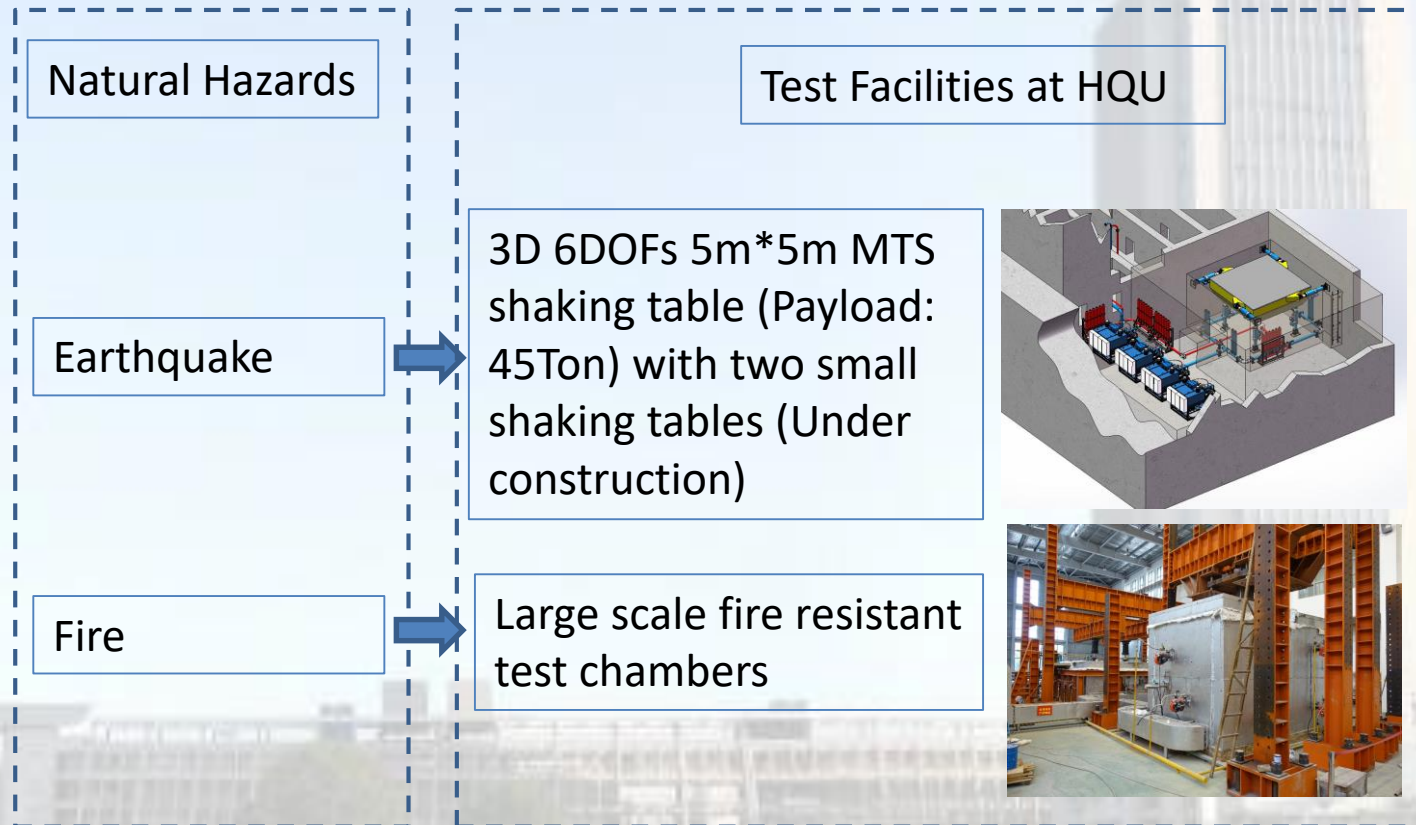 Natural Hazards
Test Facilities at HQU
Earthquake
3D 6DOFs 5m*5m MTS
shaking table (Payload:
45Ton) with two small
shaking tables (Under
construction)
Fire
Large scale fire resistant
test chambers